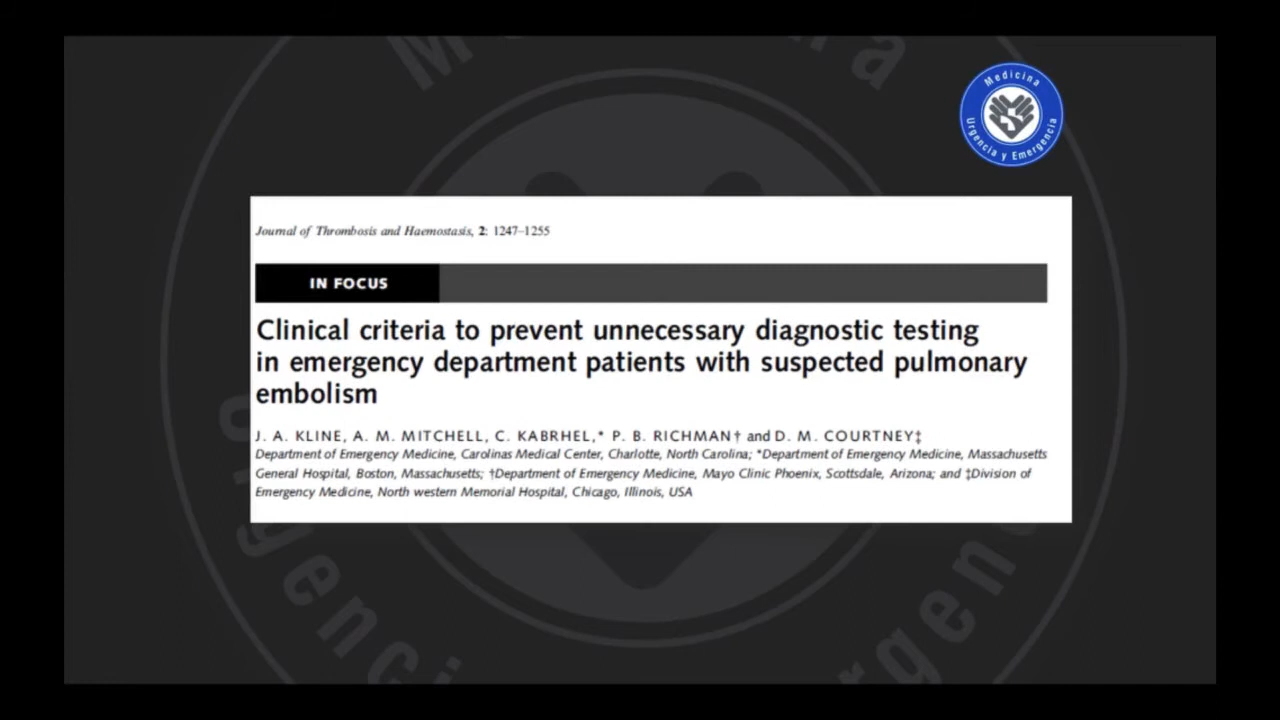 Medicina
Urgencia y Emergencia
Journal of Thrombosis and Haemostasis, 2: 1247–1255
IN FOCUS
Clinical criteria to prevent unnecessary diagnostic testing
in emergency department patients with suspected pulmonary
embolism
J. A. KLINE, A. M. MITCHELL, C. KABRHEL,* P. B. RICHMAN† and D. M. COURTNEY‡
Department of Emergency Medicine, Carolinas Medical Center, Charlotte, North Carolina; *Department of Emergency Medicine, Massachusetts
General Hospital, Boston, Massachusetts; †Department of Emergency Medicine, Mayo Clinic Phoenix, Scottsdale, Arizona; and ‡Division of
Emergency Medicine, North western Memorial Hospital, Chicago, Illinois, USA